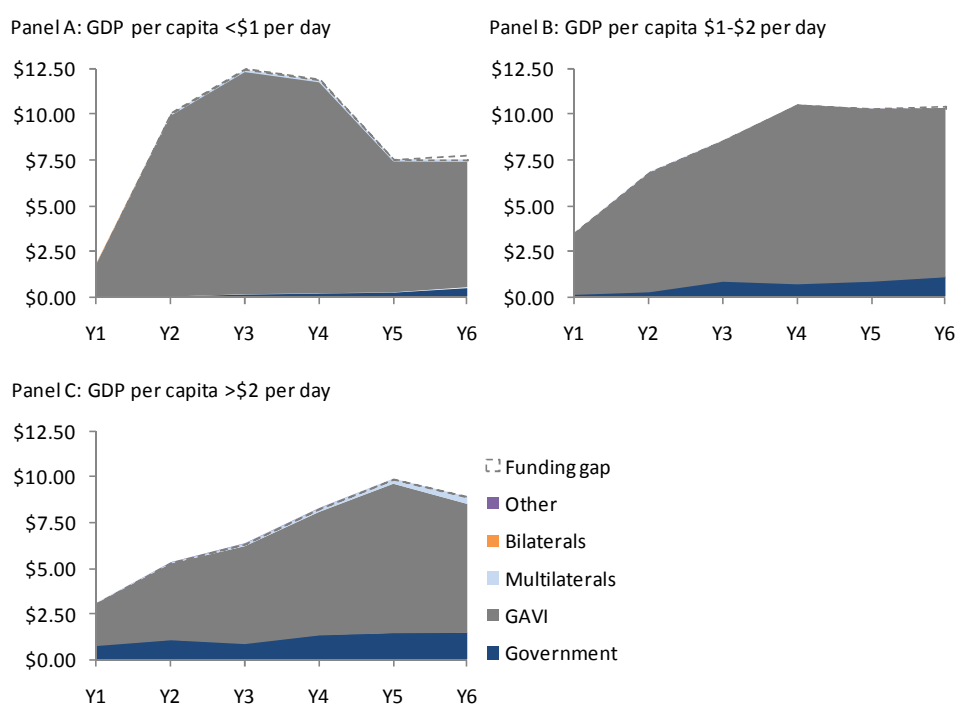 Panel A: GDP per capita <$1 per day
$12.50
$10.00
$7.50
$5.00
$2.50
$0.00
Y1 Y2 Y3 Y4 Y5 Y6
Panel B: GDP per capita $1-$2 per day
$12.50
$10.00
$7.50
$5.00
$2.50
$0.00
Y1 Y2 Y3 Y4 Y5 Y6
Panel C: GDP per capita >$2 per day
$12.50
$10.00
$7.50
$5.00
$2.50
$0.00
Y1 Y2 Y3 Y4 Y5 Y6
Funding gap
Other
Bilaterals
Multilaterals
GAVI
Government